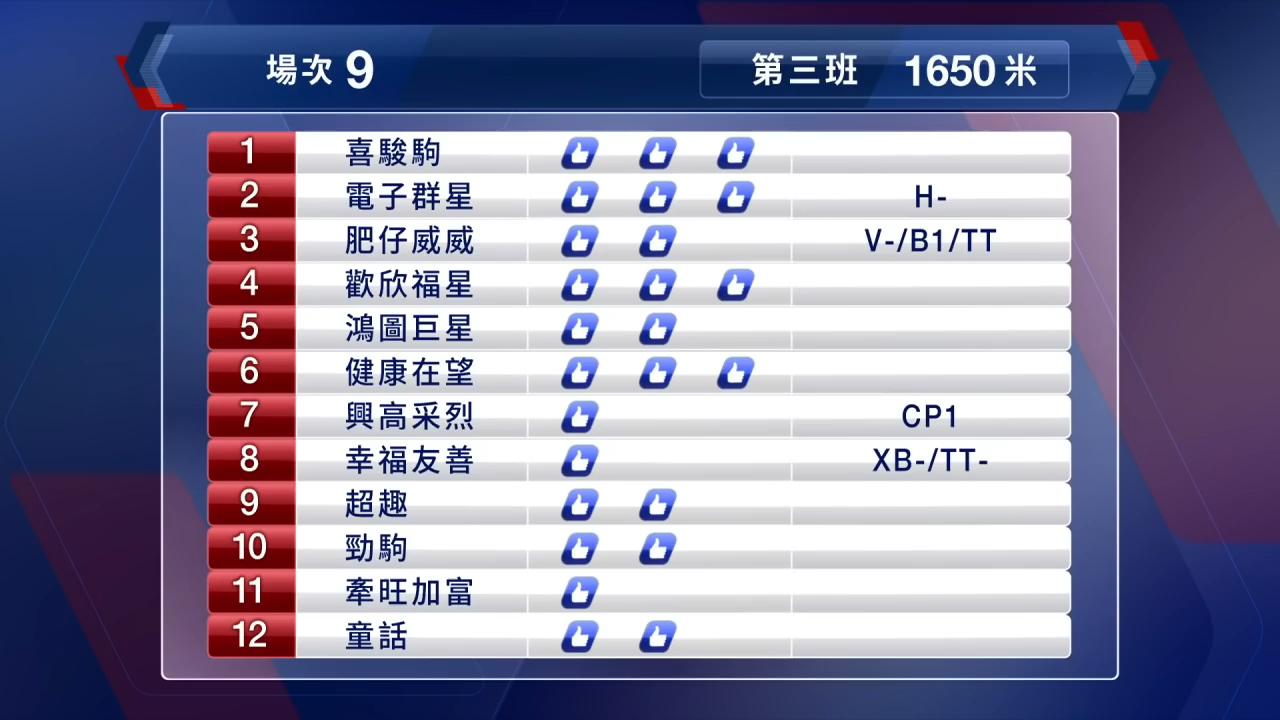 場次 9
第三班 1650 米
1 喜駿駒
2 電子群星 H-
3 肥仔威威 V-/B1/TT
4 歡欣福星
5 鴻圖巨星
6 健康在望
7 興高采烈 CP1
8 幸福友善 XB-/TT-
9 超趣
10 勁駒
11 牽旺加富
12 童話